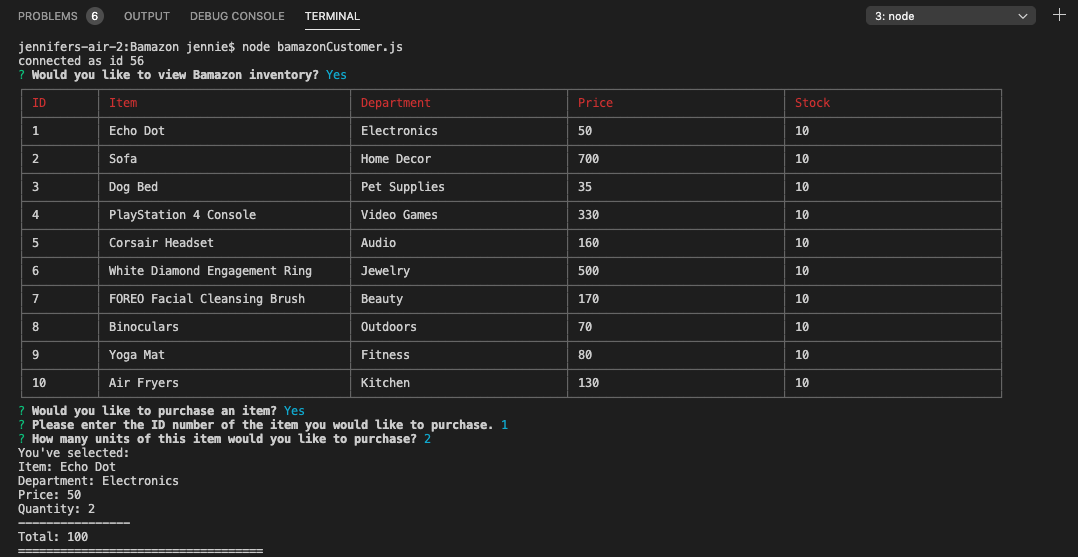 PROBLEMS 6 OUTPUT DEBUG CONSOLE TERMINAL 3: node
jennifers-air-2:Bamazon jennie$ node bamazonCustomer.js
connected as id 56
? Would you like to view Bamazon inventory? Yes
ID Item Department Price Stock
1 Echo Dot Electronics 50 10
2 Sofa Home Decor 700 10
3 Dog Bed Pet Supplies 35 10
4 PlayStation 4 Console Video Games 330 10
5 Corsair Headset Audio 160 10
6 White Diamond Engagement Ring Jewelry 500 10
7 FOREO Facial Cleansing Brush Beauty 170 10
8 Binoculars Outdoors 70 10
9 Yoga Mat Fitness 80 10
10 Air Fryers Kitchen 130 10
? Would you like to purchase an item? Yes
? Please enter the ID number of the item you would like to purchase. 1
? How many units of this item would you like to purchase? 2
You've selected:
Item: Echo Dot
Department: Electronics
Price: 50
Quantity: 2
----------------
Total: 100
===================================